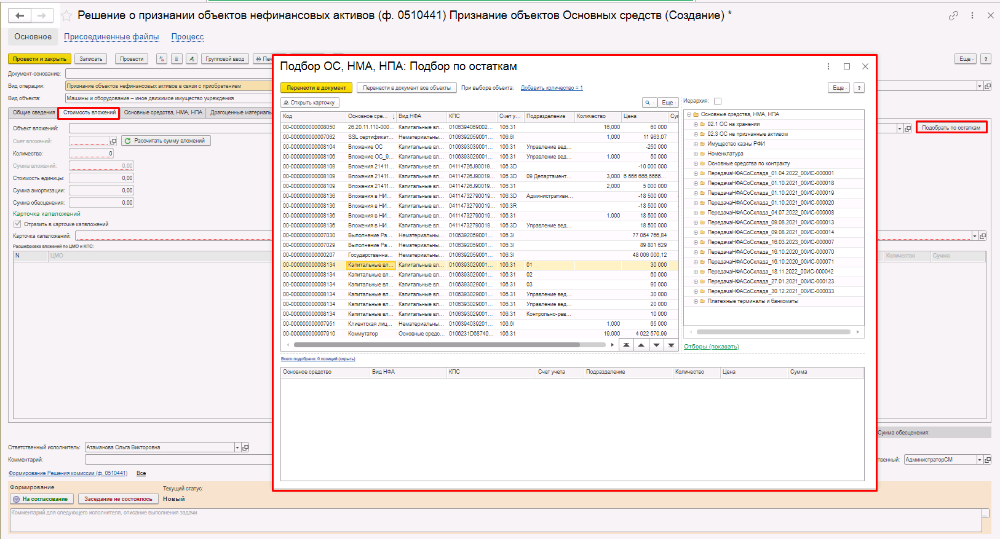 Решение о признании объектов нефинансовых активов (ф. 0510441) Признание объектов Основных средств (Создание) *
Основное Присоединенные файлы Процесс
Провести и закрыть Записать Провести Групповой ввод Печ Еще ?
Документ-основание:
Вид операции: Признание объектов нефинансовых активов в связи с приобретением
Вид объекта: Машины и оборудование – иное движимое имущество учреждения
Общие сведения Стоимость вложений Основные средства, НМА, НПА Драгоценные материалы
Объект вложений: Подобрать по остаткам
Счет вложений: Рассчитать сумму вложений
Количество: 0
Сумма вложений: 0,00
Стоимость единицы: 0,00
Сумма амортизации: 0,00
Сумма обесценения: 0,00
Карточка капвложений
Отразить в карточке капвложений
Карточка капвложений:
Расшифровка вложений по ЦМО и КПС:
N ЦМО Количество Сумма
Сумма обесценения:
Ответственный исполнитель: Атаманова Ольга Викторовна
Комментарий: твенный: АдминистраторСМ
Формирование Решения комиссии (ф. 0510441) Все
Формирование Текущий статус:
На согласование Заседание не состоялось Новый
Комментарий для следующего исполнителя, описание выполнения задачи
Подбор ОС, НМА, НПА: Подбор по остаткам
Перенести в документ Перенести в документ все объекты При выборе объекта: Добавить количество = 1 Еще ?
Открыть карточку Еще Иерархия:
Код Основное сре... ↓ Вид НФА КПС Счет у... Подразделение Количество Цена Су
00-000000000008050 26.20.11.110-000... Капитальные вл... 0106394069002... 106.31 16,000 60 000
00-000000000007062 SSL сертификат... Нематериальны... 0106392059001... 106.6I 1,000 11 963,07
00-000000000008104 Вложение ОС Капитальные вл... 0106393039001... 106.31 Управление вед... -250 000
00-000000000008106 Вложение ОС_9... Капитальные вл... 0106393039001... 106.31 Управление вед... 1,000 50 000
00-000000000008109 Вложения 21411... Капитальные вл... 04114726J90019... 106.3D -10 000 000
00-000000000008109 Вложения 21411... Капитальные вл... 04114726J90019... 106.3D 09 Департамент... 3,000 6 666 666,6666...
00-000000000008109 Вложения 21411... Капитальные вл... 04114726J90019... 106.31 2,000 5 000 000
00-000000000008136 Вложения в НИ... Капитальные вл... 04114732790019... 106.3D Административн... -18 500 000
00-000000000008136 Вложения в НИ... Капитальные вл... 04114732790019... 106.3R -18 500 000
00-000000000008136 Вложения в НИ... Капитальные вл... 04114732790019... 106.31 1,000 18 500 000
00-000000000008136 Вложения в НИ... Капитальные вл... 04114732790019... 106.3D Управление вед... 18 500 000
00-000000000007030 Выполнение Ра... Нематериальны... 0106392059001... 106.3I 77 064 766,84
00-000000000007029 Выполнение Ра... Нематериальны... 0106392059001... 106.3I 89 801 629
00-000000000000207 Государственна... Нематериальны... 0106392059001... 106.3I 48 006 000,12
00-000000000008134 Капитальные вл... Капитальные вл... 0106393029001... 106.31 01 30 000
00-000000000008134 Капитальные вл... Капитальные вл... 0106393029001... 106.31 02 60 000
00-000000000008134 Капитальные вл... Капитальные вл... 0106393029001... 106.31 03 90 000
00-000000000008134 Капитальные вл... Капитальные вл... 0106393029001... 106.31 Управление вед... 30 000
00-000000000008134 Капитальные вл... Капитальные вл... 0106393029001... 106.31 Управление вед... 20 000
00-000000000008134 Капитальные вл... Капитальные вл... 0106393029001... 106.31 Контрольно-рев... 10 000
00-000000000007951 Клиентская лиц... Нематериальны... 0106394039201... 106.6I 1,000 65 000
00-000000000007910 Коммутатор Основные средс... 0106231D68740... 106.31 19,000 4 022 570,99
Основные средства, НМА, НПА
02.1 ОС на хранении
02.3 ОС не признанные активом
Имущество казны РФИ
Номенклатура
Основные средства по контракту
ПередачаНФАСоСклада_01.04.2022_00ИС-000001
ПередачаНФАСоСклада_01.10.2021_00ИС-000018
ПередачаНФАСоСклада_01.10.2021_00ИС-000019
ПередачаНФАСоСклада_01.10.2021_00ИС-000020
ПередачаНФАСоСклада_04.07.2022_00ИС-000008
ПередачаНФАСоСклада_09.08.2021_00ИС-000013
ПередачаНФАСоСклада_09.08.2021_00ИС-000014
ПередачаНФАСоСклада_16.03.2023_00ИС-000007
ПередачаНФАСоСклада_16.10.2020_00ИС-000070
ПередачаНФАСоСклада_16.10.2020_00ИС-000071
ПередачаНФАСоСклада_18.11.2022_00ИС-000042
ПередачаНФАСоСклада_27.01.2021_00ИС-000123
ПередачаНФАСоСклада_30.12.2021_00ИС-000033
Платежные терминалы и банкоматы
Отборы (показать)
Всего подобрано: 0 позиций (скрыть)
Основное средство Вид НФА КПС Счет учета Подразделение Количество Цена Сумма